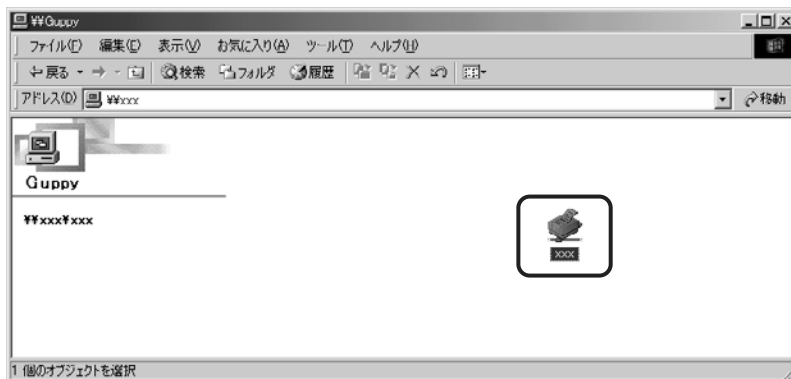 ¥¥Guppy
ファイル(F) 編集(E) 表示(V) お気に入り(A) ツール(T) ヘルプ(H)
戻る 検索 フォルダ 履歴
アドレス(D) ¥¥xxx 移動
Guppy
¥¥xxx¥xxx
xxx
1 個のオブジェクトを選択